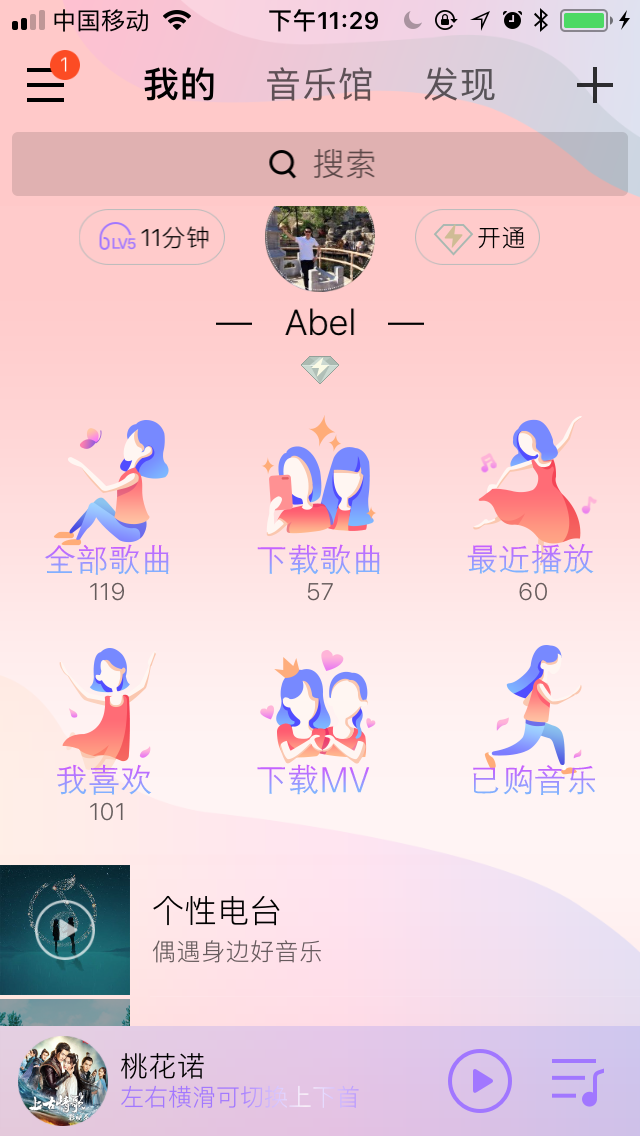 中国移动 下午11:29
1
我的 音乐馆 发现
搜索
LV5 11分钟 开通
Abel
全部歌曲 下载歌曲 最近播放
119 57 60
我喜欢 下载MV 已购音乐
101
个性电台
偶遇身边好音乐
上古情歌
桃花诺
左右横滑可切换上下首